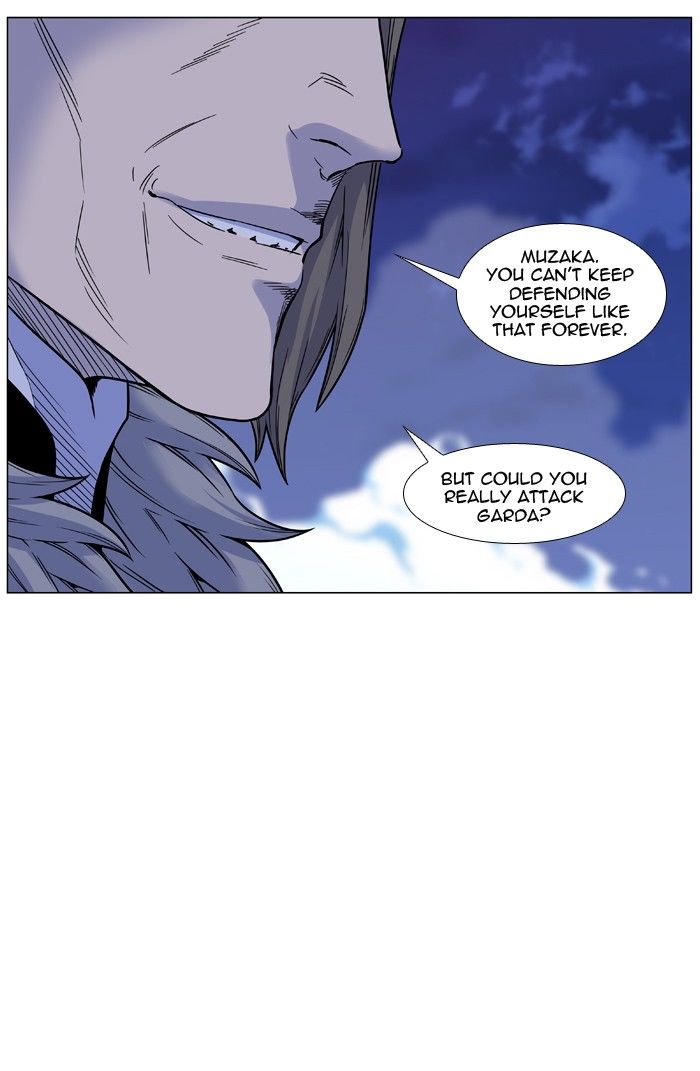 MUZAKA.
YOU CAN'T KEEP
DEFENDING
YOURSELF LIKE
THAT FOREVER.
BUT COULD YOU
REALLY ATTACK
GARDA?